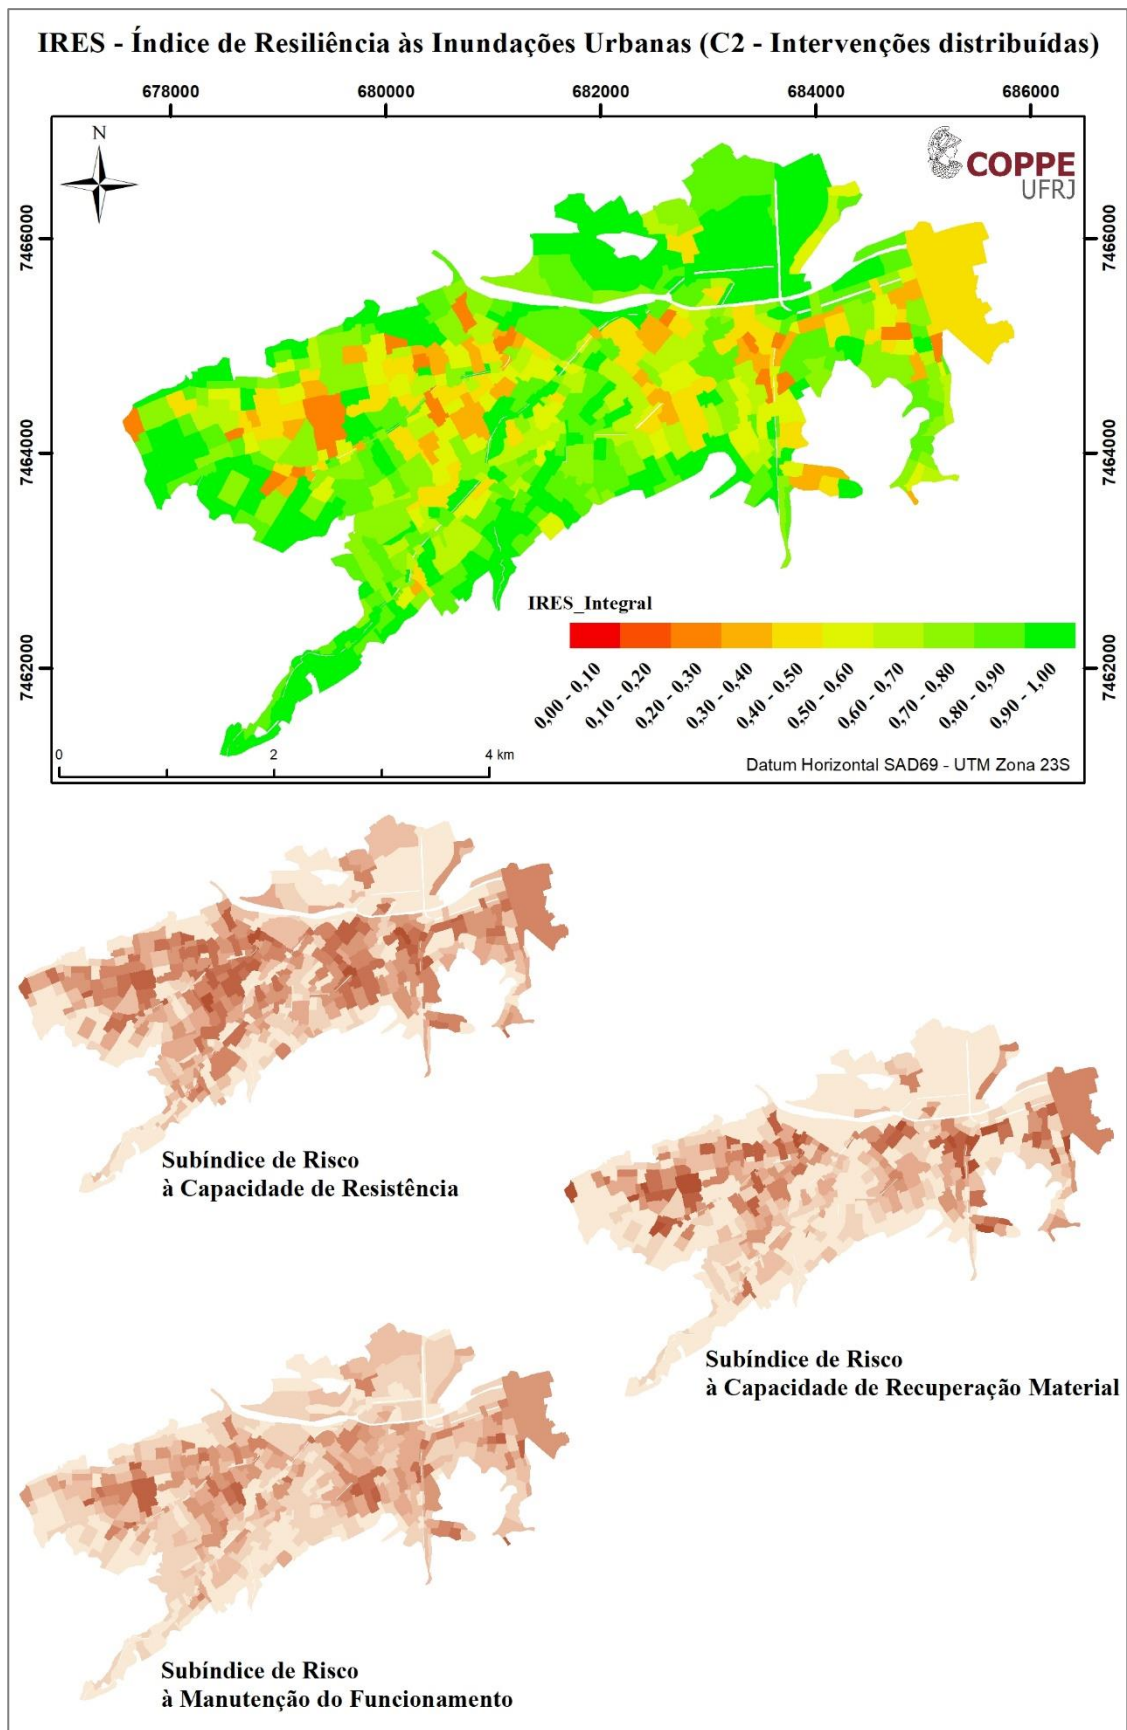 IRES - Índice de Resiliência às Inundações Urbanas (C2 - Intervenções distribuídas)
678000 680000 682000 684000 686000
N
COPPE
UFRJ
7466000 7466000
7464000 7464000
7462000 7462000
IRES_Integral
0,00 - 0,10 0,10 - 0,20 0,20 - 0,30 0,30 - 0,40 0,40 - 0,50 0,50 - 0,60 0,60 - 0,70 0,70 - 0,80 0,80 - 0,90 0,90 - 1,00
0 2 4 km
Datum Horizontal SAD69 - UTM Zona 23S
Subíndice de Risco
à Capacidade de Resistência
Subíndice de Risco
à Capacidade de Recuperação Material
Subíndice de Risco
à Manutenção do Funcionamento